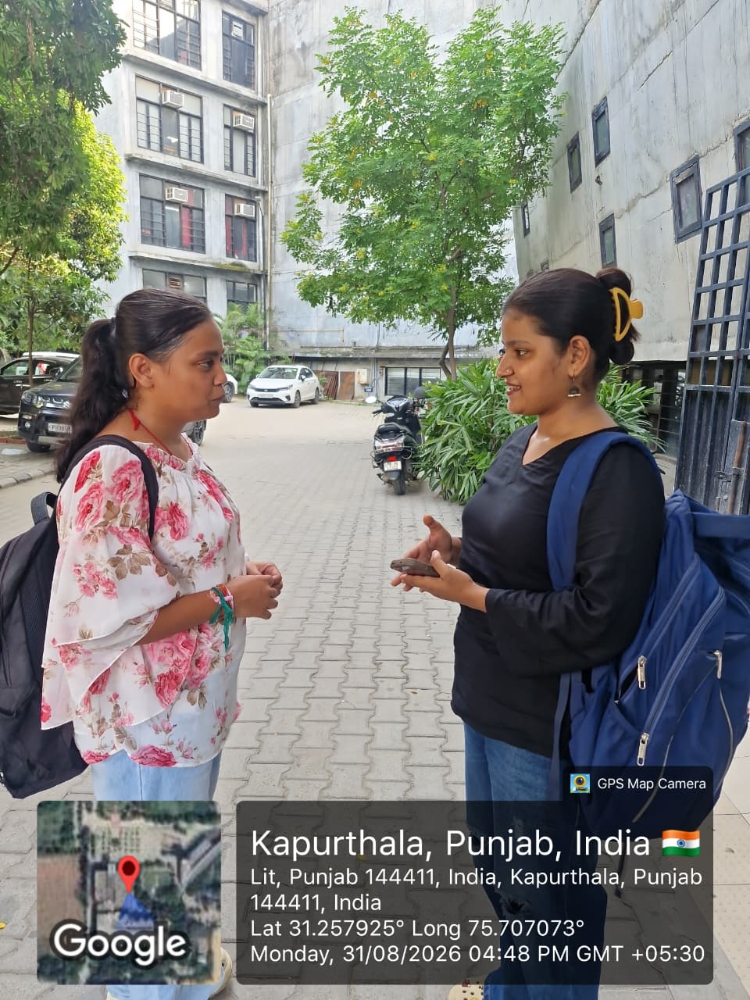 GPS Map Camera
Kapurthala, Punjab, India
Lit, Punjab 144411, India, Kapurthala, Punjab
144411, India
Lat 31.257925° Long 75.707073°
Monday, 31/08/2026 04:48 PM GMT +05:30
Google